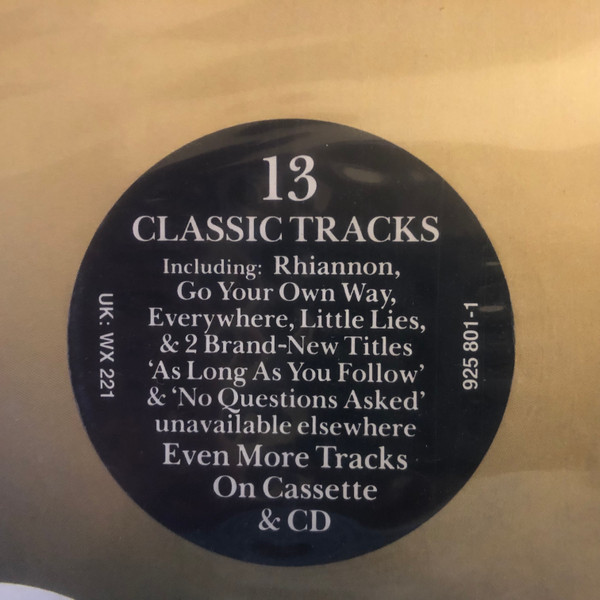 13
CLASSIC TRACKS
Including: Rhiannon,
Go Your Own Way,
Everywhere, Little Lies,
& 2 Brand-New Titles
‘As Long As You Follow’
& ‘No Questions Asked’
unavailable elsewhere
Even More Tracks
On Cassette
& CD
UK: WX 221
925 801-1